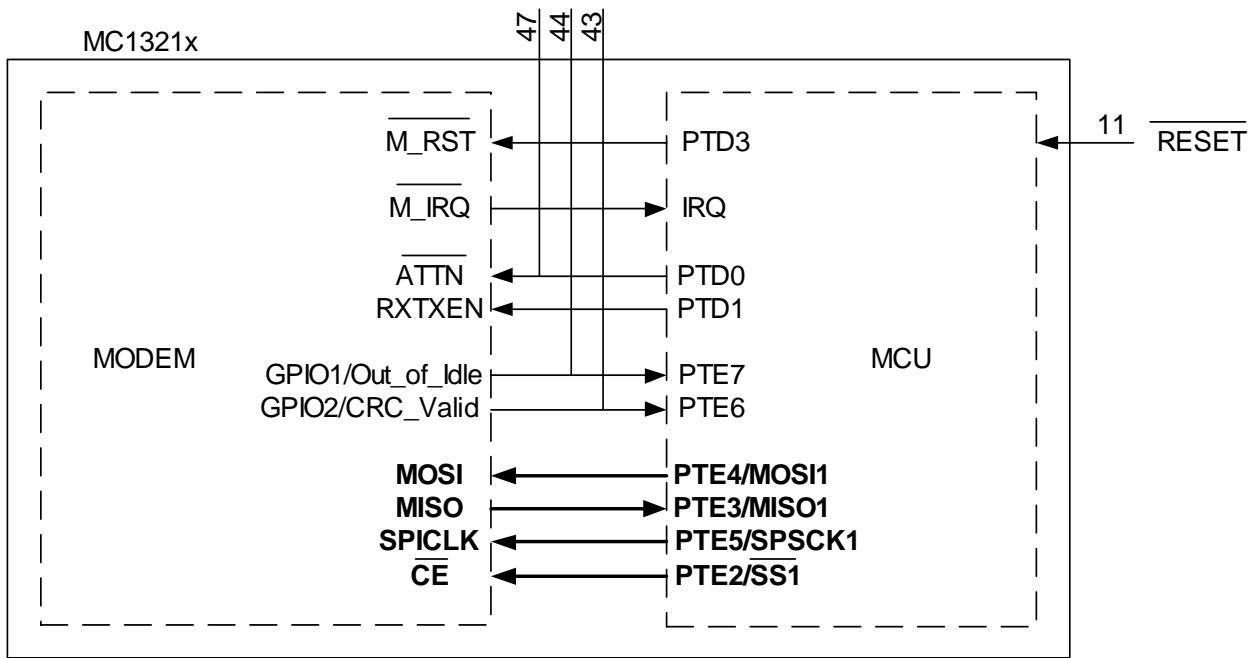 47 44 43
MC1321x
M_RST PTD3 11 RESET
M_IRQ IRQ
ATTN PTD0
RXTXEN PTD1
MODEM MCU
GPIO1/Out_of_Idle PTE7
GPIO2/CRC_Valid PTE6
MOSI PTE4/MOSI1
MISO PTE3/MISO1
SPICLK PTE5/SPSCK1
CE PTE2/SS1